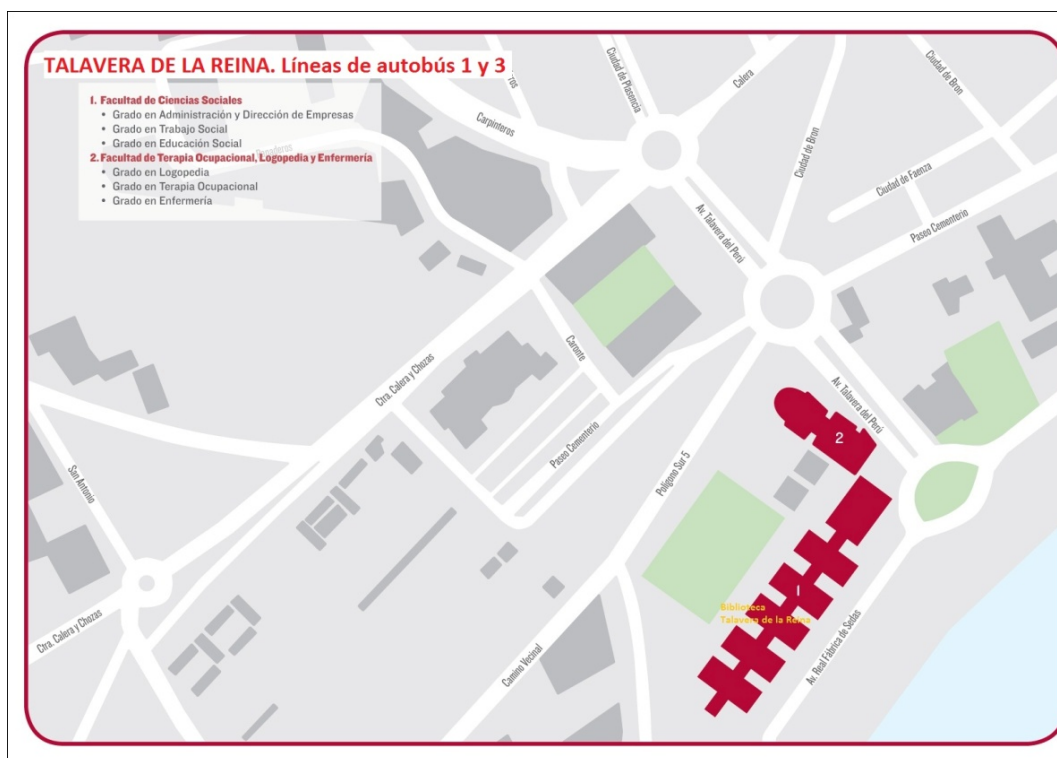 TALAVERA DE LA REINA. Líneas de autobús 1 y 3
1. Facultad de Ciencias Sociales
• Grado en Administración y Dirección de Empresas
• Grado en Trabajo Social
• Grado en Educación Social
2. Facultad de Terapia Ocupacional, Logopedia y Enfermería
• Grado en Logopedia
• Grado en Terapia Ocupacional
• Grado en Enfermería
Carpinteros
Ciudad de Plasencia
Calera
Ciudad de Bron
Ciudad de Bron
Ciudad de Faenza
Paseo Cementerio
Av. Talavera del Perú
Caronte
Ctra. Calera y Chozas
Av. Talavera del Perú
2
Paseo Cementerio
Polígono Sur 5
San Antonio
1
Biblioteca
Talavera de la Reina
Ctra. Calera y Chozas
Camino Vecinal
Av. Real Fábrica de Sedas